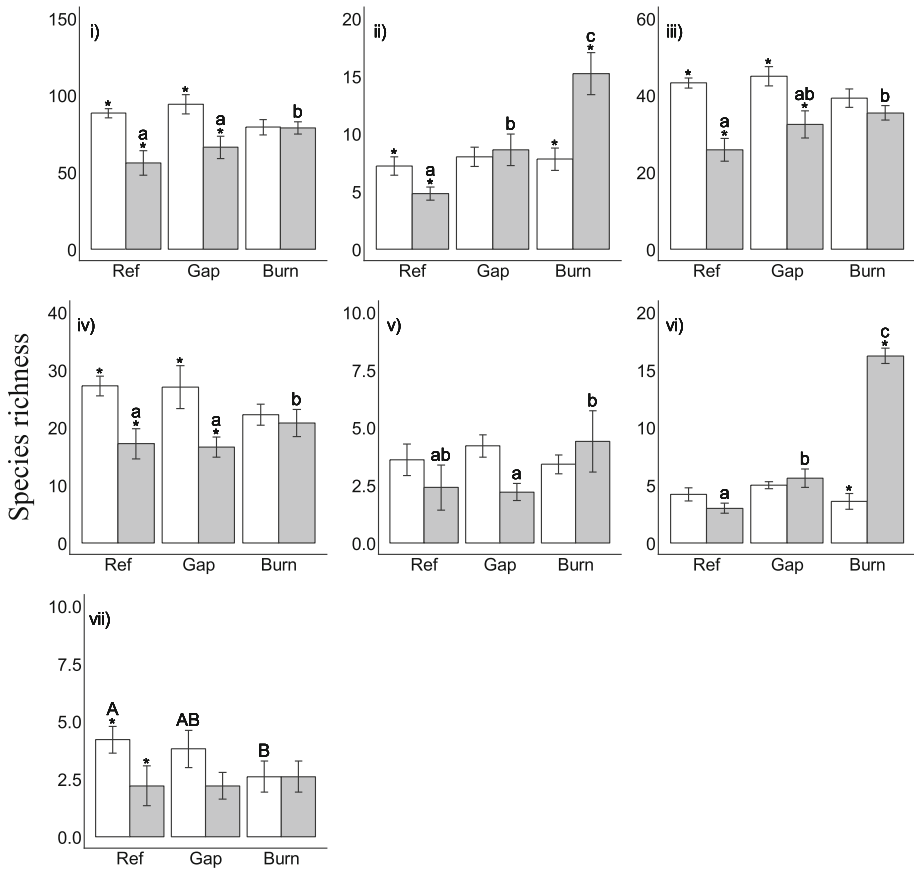 Species richness
i)
150
100
50
0
* a * * a * b
Ref Gap Burn
ii)
20
15
10
5
0
* a * b * c *
Ref Gap Burn
iii)
60
40
20
0
* a * * ab * b
Ref Gap Burn
iv)
40
30
20
10
0
* a * * a * b
Ref Gap Burn
v)
10.0
7.5
5.0
2.5
0.0
ab a b
Ref Gap Burn
vi)
20
15
10
5
0
a b * c *
Ref Gap Burn
vii)
10.0
7.5
5.0
2.5
0.0
A * * AB B
Ref Gap Burn